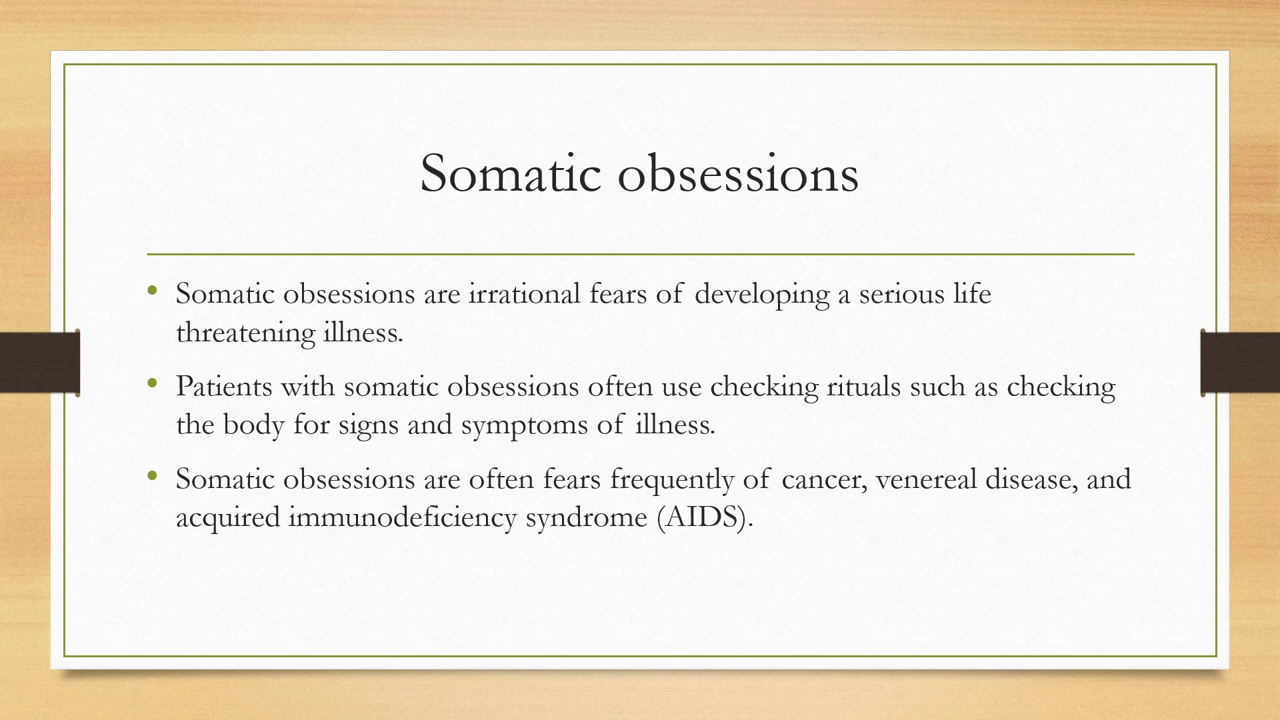 Somatic obsessions
• Somatic obsessions are irrational fears of developing a serious life
threatening illness.
• Patients with somatic obsessions often use checking rituals such as checking
the body for signs and symptoms of illness.
• Somatic obsessions are often fears frequently of cancer, venereal disease, and
acquired immunodeficiency syndrome (AIDS).